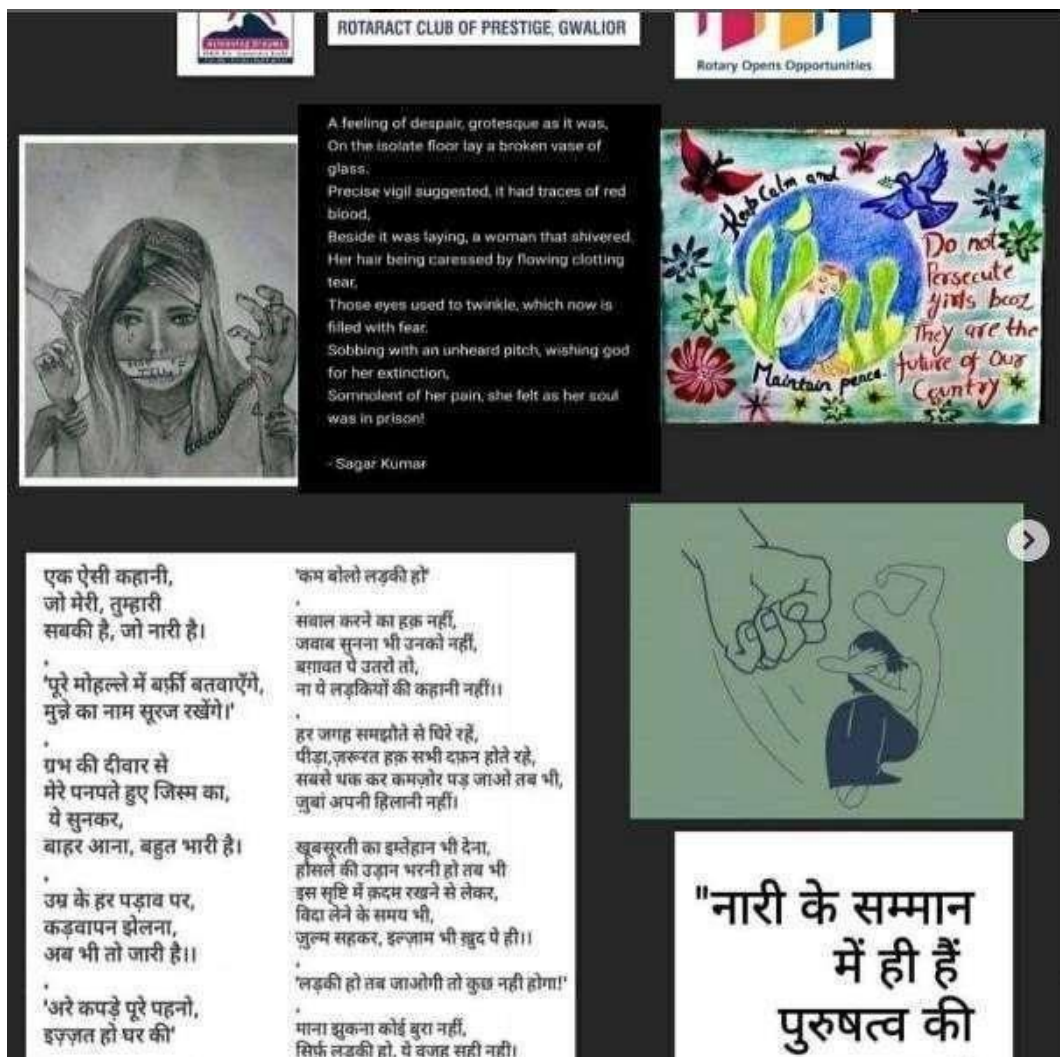 ROTARACT CLUB OF PRESTIGE, GWALIOR
Rotary Opens Opportunities
A feeling of despair, grotesque as it was,
On the isolate floor lay a broken vase of
glass.
Precise vigil suggested, it had traces of red
blood,
Beside it was laying, a woman that shivered.
Her hair being caressed by flowing clotting
tear,
Those eyes used to twinkle, which now is
filled with fear.
Sobbing with an unheard pitch, wishing god
for her extinction,
Somnolent of her pain, she felt as her soul
was in prison!
- Sagar Kumar
Keep Calm and
Maintain peace.
Do not
Persecute
girls bcoz
They are the
future of Our
Country
एक ऐसी कहानी,
जो मेरी, तुम्हारी
सबकी है, जो नारी है।
,
'पूरे मोहल्ले में बर्फ़ी बतवाएँगे,
मुन्ने का नाम सूरज रखेंगे।'
,
ग्रभ की दीवार से
मेरे पनपते हुए जिस्म का,
ये सुनकर,
बाहर आना, बहुत भारी है।
,
उम्र के हर पड़ाव पर,
कड़वापन झेलना,
अब भी तो जारी है।।
,
'अरे कपड़े पूरे पहनो,
इज़्ज़त हो घर की'
'कम बोलो लड़की हो'
,
सवाल करने का हक़ नहीं,
जवाब सुनना भी उनको नहीं,
बग़ावत पे उतरो तो,
ना ये लड़कियों की कहानी नहीं।।
,
हर जगह समझौते से घिरे रहें,
पीड़ा,ज़रूरत हक़ सभी दफ़न होते रहे,
सबसे थक कर कमज़ोर पड़ जाओ तब भी,
ज़ुबां अपनी हिलानी नहीं।
खूबसूरती का इम्तेहान भी देना,
हौसले की उड़ान भरनी हो तब भी
इस सृष्टि में क़दम रखने से लेकर,
विदा लेने के समय भी,
ज़ुल्म सहकर, इल्ज़ाम भी ख़ुद पे ही।।
,
'लड़की हो तब जाओगी तो कुछ नही होगा!'
,
माना झुकना कोई बुरा नहीं,
सिर्फ़ लड़की हो, ये वजह सही नही।
"नारी के सम्मान
में ही हैं
पुरुषत्व की